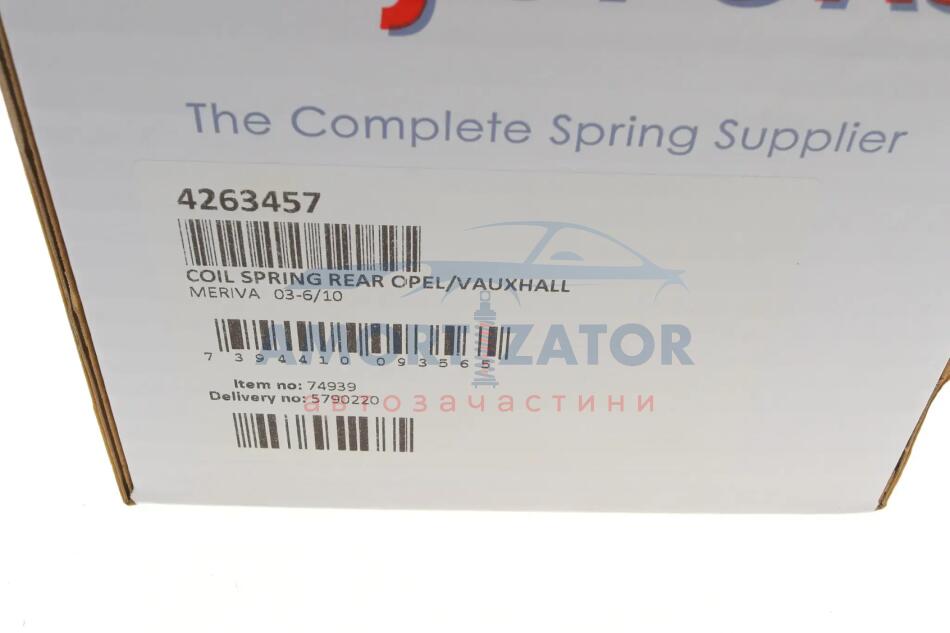 The Complete Spring Supplier
4263457
COIL SPRING REAR OPEL/VAUXHALL
MERIVA 03-6/10
AMORTIZATOR
7 394410 093565
Item no: 74939
Delivery no: 5790220
автозачастини